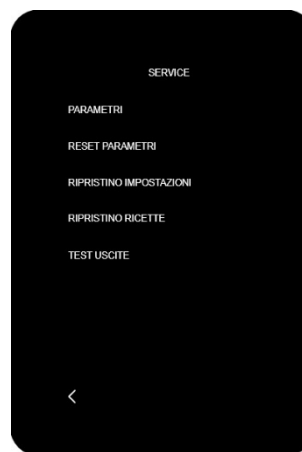 SERVICE
PARAMETRI
RESET PARAMETRI
RIPRISTINO IMPOSTAZIONI
RIPRISTINO RICETTE
TEST USCITE